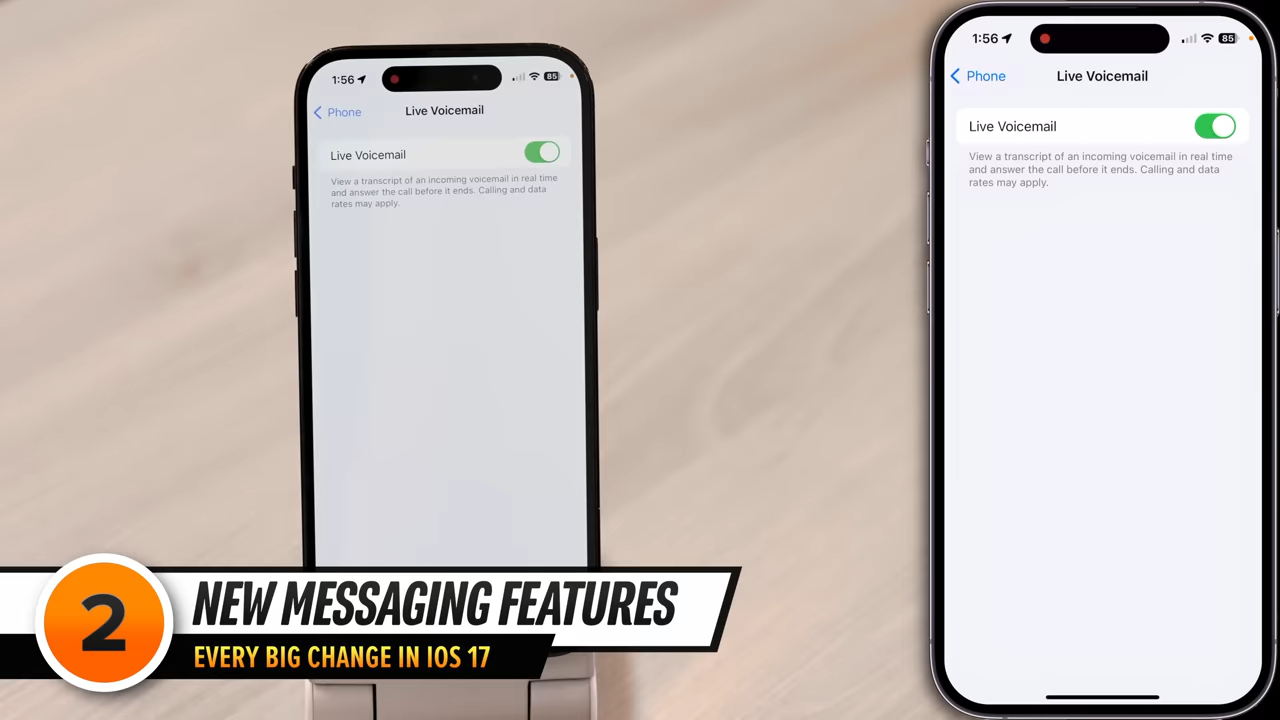 1:56
85
Phone
Live Voicemail
Live Voicemail
View a transcript of an incoming voicemail in real time
and answer the call before it ends. Calling and data
rates may apply.
1:56
85
Phone
Live Voicemail
Live Voicemail
View a transcript of an incoming voicemail in real time
and answer the call before it ends. Calling and data
rates may apply.
2
NEW MESSAGING FEATURES
EVERY BIG CHANGE IN IOS 17